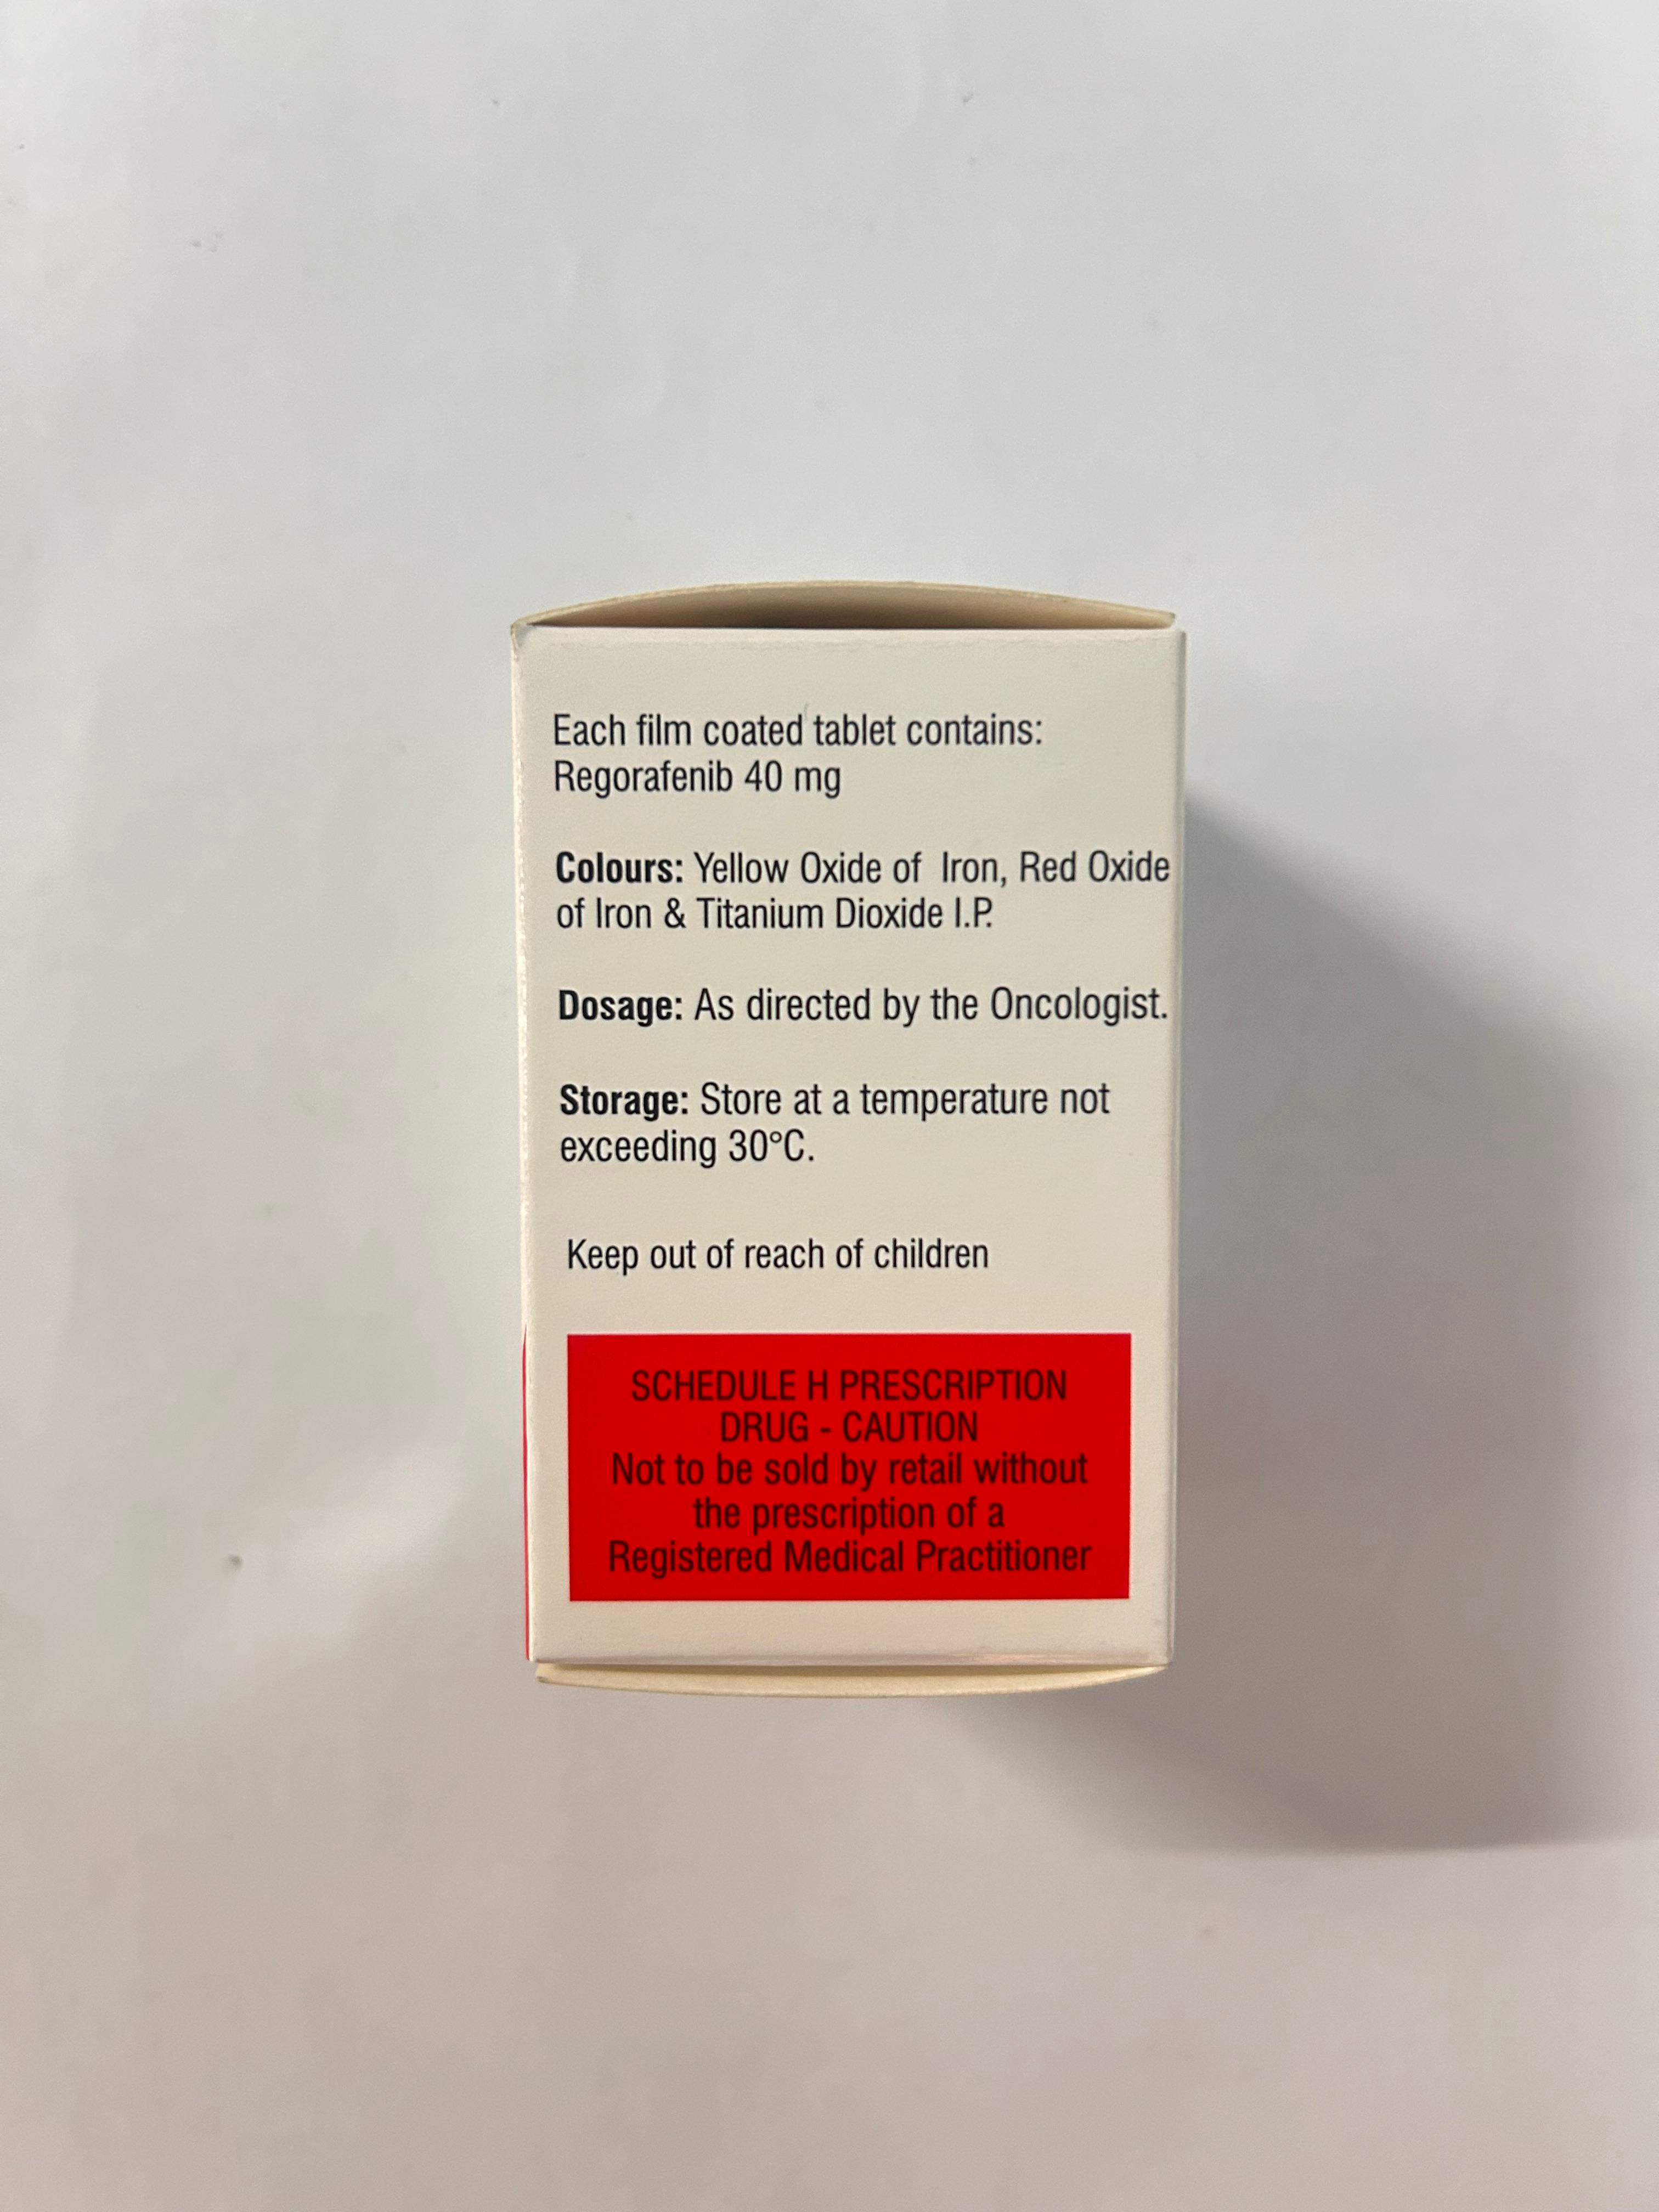 Each film coated tablet contains:
Regorafenib 40 mg
Colours: Yellow Oxide of Iron, Red Oxide
of Iron & Titanium Dioxide I.P.
Dosage: As directed by the Oncologist.
Storage: Store at a temperature not
exceeding 30°C.
Keep out of reach of children
SCHEDULE H PRESCRIPTION
DRUG - CAUTION
Not to be sold by retail without
the prescription of a
Registered Medical Practitioner